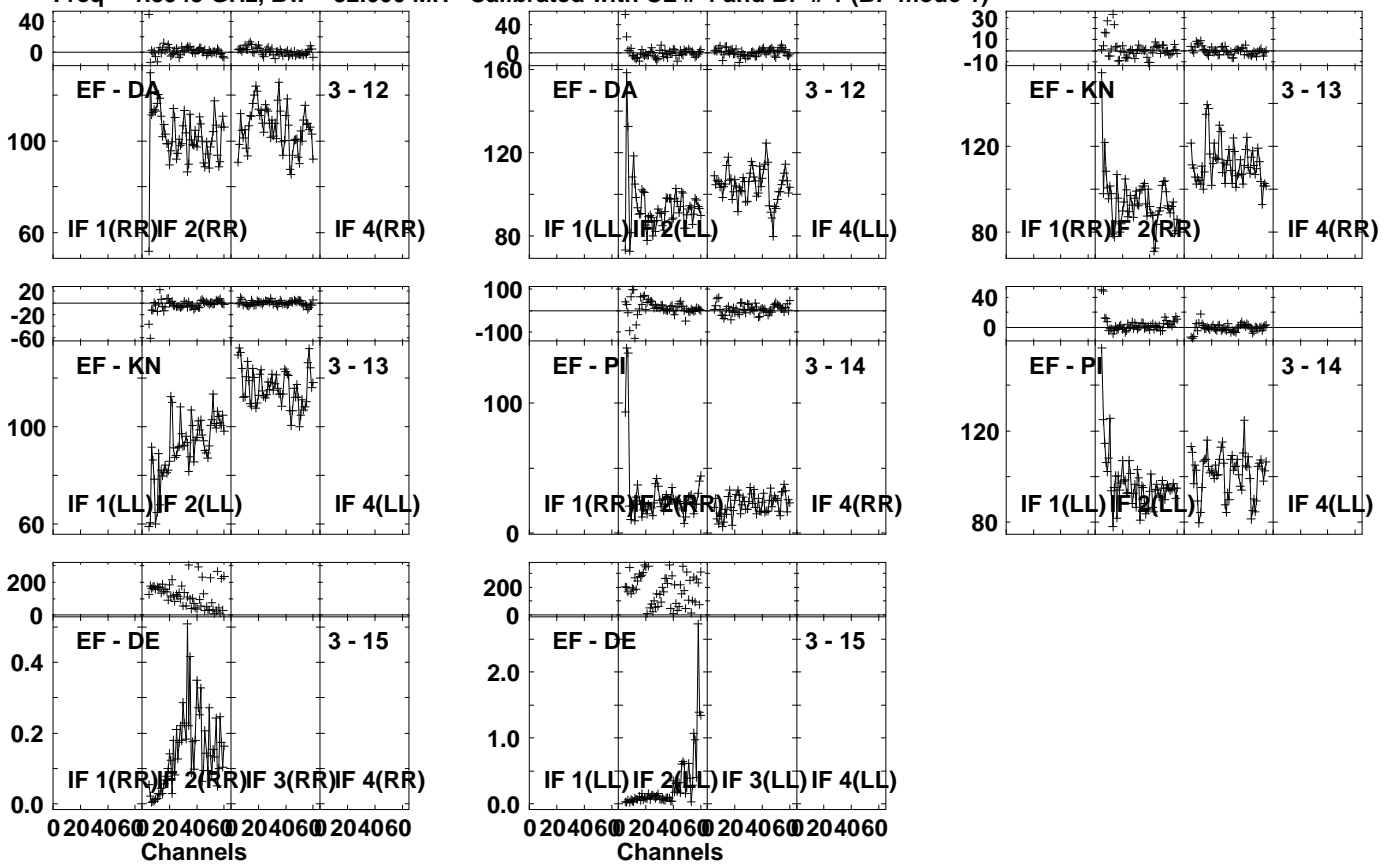 Calibrated with CL # 4 and BP # 1 (BP mode 1)
40
0
40
0
30
10
-10
EF - DA
3 - 12
100
60
IF 1(RR)
IF 2(RR)
IF 4(RR)
160
EF - DA
3 - 12
120
80
IF 1(LL)
IF 2(LL)
IF 4(LL)
EF - KN
3 - 13
120
80
IF 1(RR)
IF 2(RR)
IF 4(RR)
20
-20
-60
100
-100
40
0
EF - KN
3 - 13
100
60
IF 1(LL)
IF 2(LL)
IF 4(LL)
EF - PI
3 - 14
100
0
IF 1(RR)
IF 2(RR)
IF 4(RR)
EF - PI
3 - 14
120
80
IF 1(LL)
IF 2(LL)
IF 4(LL)
200
0
200
0
EF - DE
3 - 15
0.4
0.2
0.0
IF 1(RR)
IF 2(RR)
IF 3(RR)
IF 4(RR)
EF - DE
3 - 15
2.0
1.0
0.0
IF 1(LL)
IF 2(LL)
IF 3(LL)
IF 4(LL)
0 204060 0 204060 0 204060 0 204060
Channels
0 204060 0 204060 0 204060 0 204060
Channels